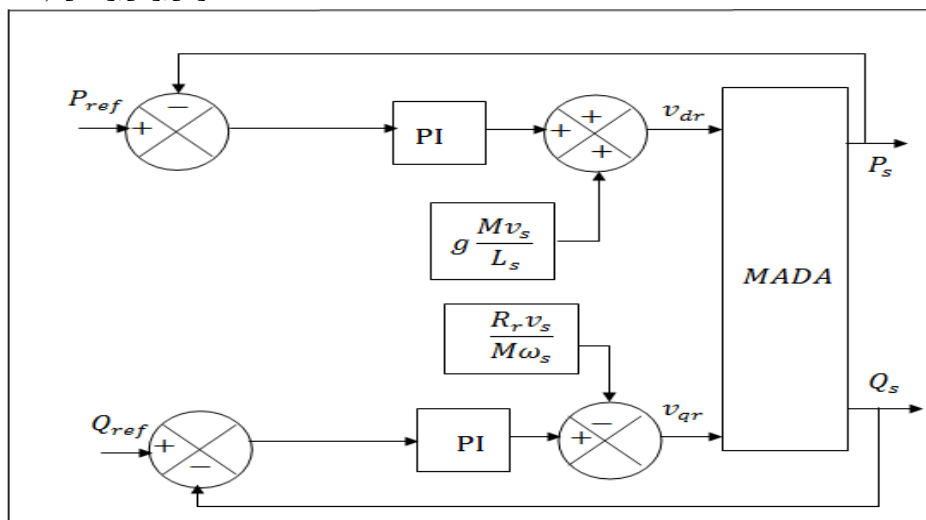 P_ref
−
+
PI
+
+
+
v_dr
P_s
g Mv_s / L_s
MADA
R_r v_s / Mω_s
Q_ref
+
−
PI
−
+
v_qr
Q_s